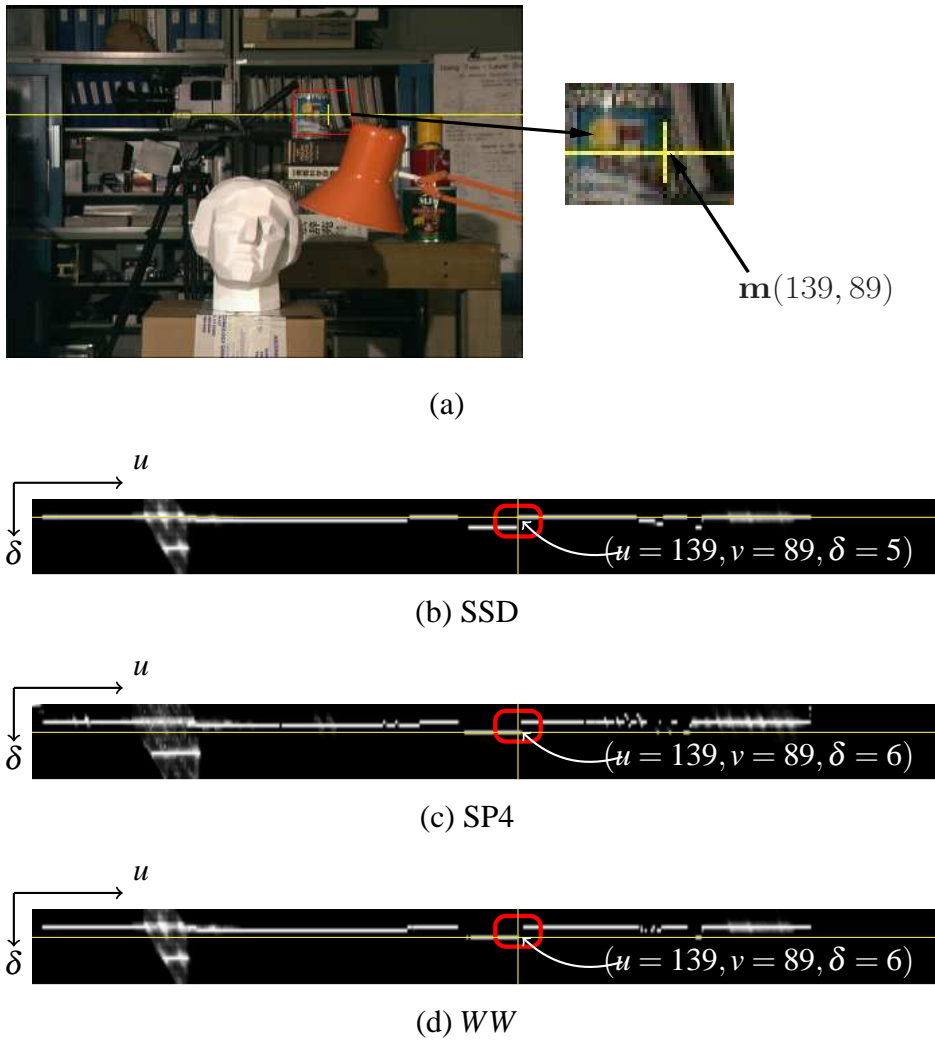 m(139, 89)
(a)
u
δ
(u = 139, v = 89, δ = 5)
(b) SSD
u
δ
(u = 139, v = 89, δ = 6)
(c) SP4
u
δ
(u = 139, v = 89, δ = 6)
(d) WW